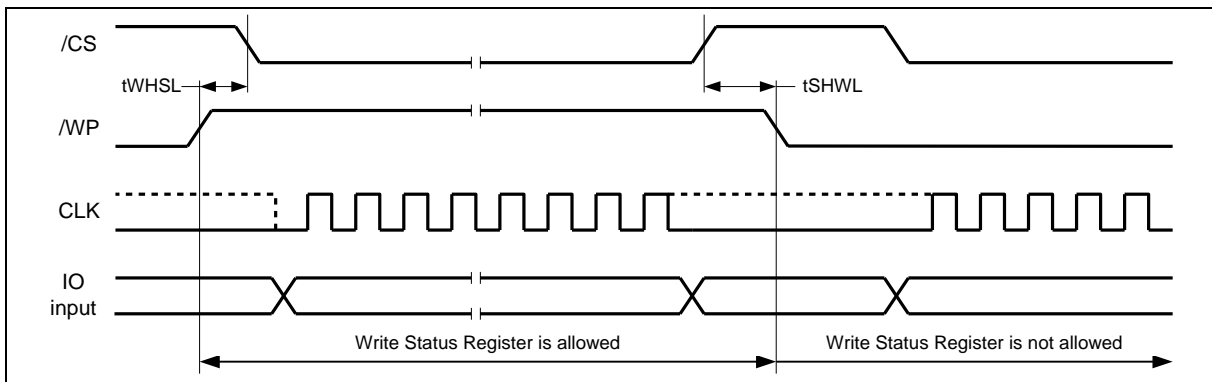 /CS
tWHSL
tSHWL
/WP
CLK
IO
input
Write Status Register is allowed
Write Status Register is not allowed